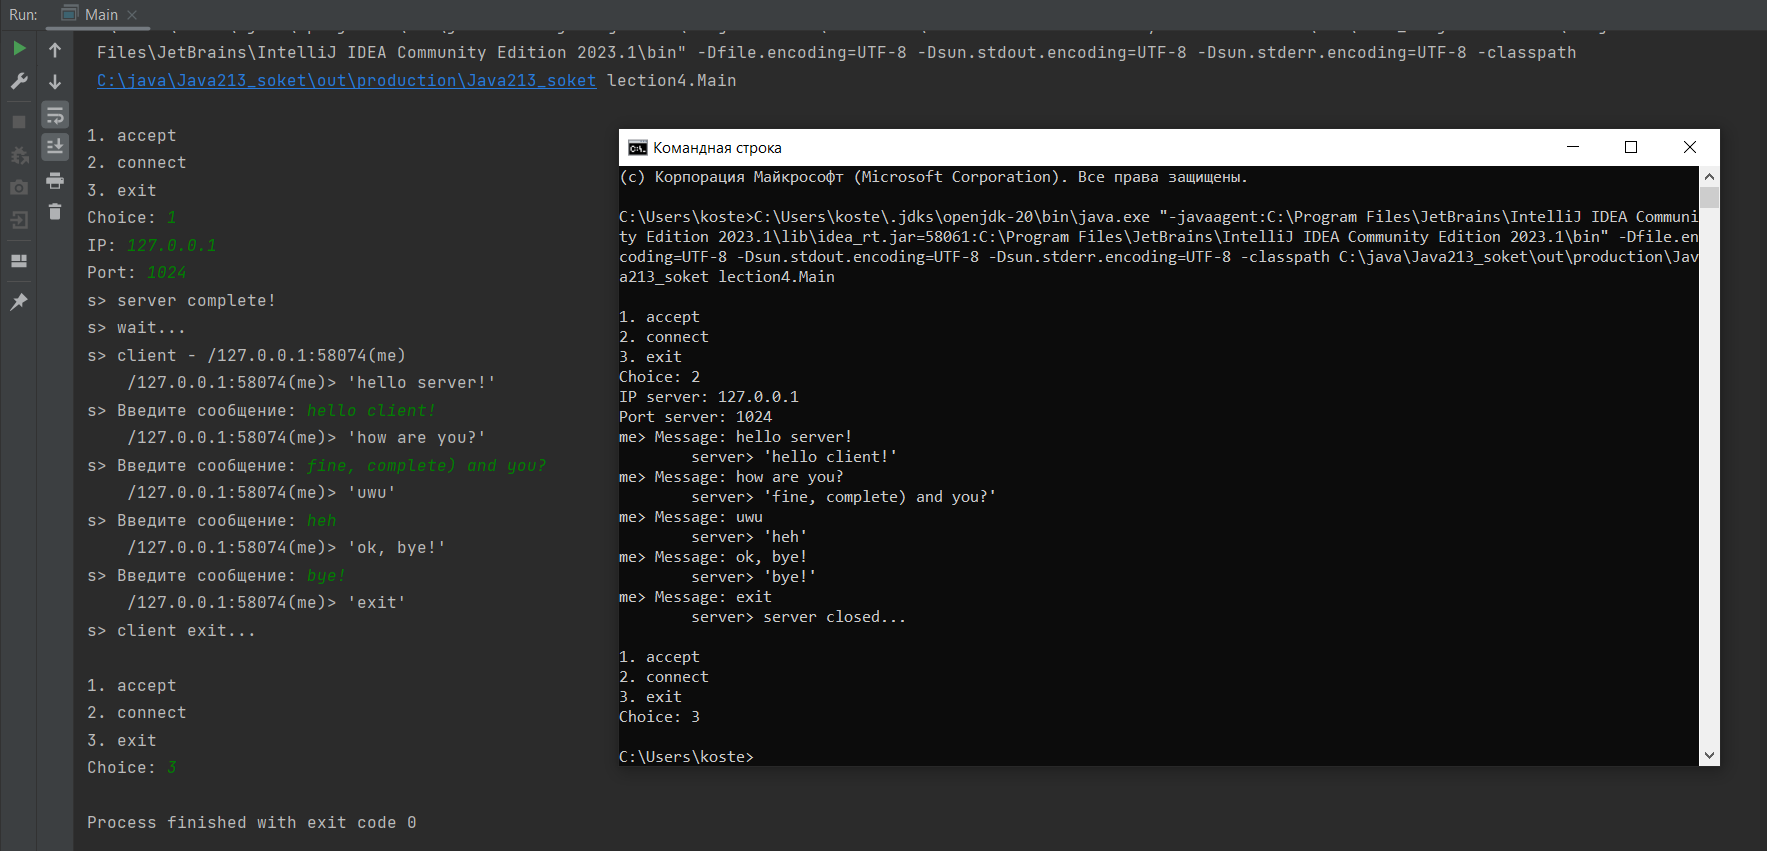 Run:
Main
Files\JetBrains\IntelliJ IDEA Community Edition 2023.1\bin" -Dfile.encoding=UTF-8 -Dsun.stdout.encoding=UTF-8 -Dsun.stderr.encoding=UTF-8 -classpath
C:\java\Java213_soket\out\production\Java213_soket lection4.Main
1. accept
2. connect
3. exit
Choice: 1
IP: 127.0.0.1
Port: 1024
s> server complete!
s> wait...
s> client - /127.0.0.1:58074(me)
/127.0.0.1:58074(me)> 'hello server!'
s> Введите сообщение: hello client!
/127.0.0.1:58074(me)> 'how are you?'
s> Введите сообщение: fine, complete) and you?
/127.0.0.1:58074(me)> 'uwu'
s> Введите сообщение: heh
/127.0.0.1:58074(me)> 'ok, bye!'
s> Введите сообщение: bye!
/127.0.0.1:58074(me)> 'exit'
s> client exit...
1. accept
2. connect
3. exit
Choice: 3
Process finished with exit code 0
Командная строка
(c) Корпорация Майкрософт (Microsoft Corporation). Все права защищены.
C:\Users\koste>C:\Users\koste\.jdks\openjdk-20\bin\java.exe "-javaagent:C:\Program Files\JetBrains\IntelliJ IDEA Communi
ty Edition 2023.1\lib\idea_rt.jar=58061:C:\Program Files\JetBrains\IntelliJ IDEA Community Edition 2023.1\bin" -Dfile.en
coding=UTF-8 -Dsun.stdout.encoding=UTF-8 -Dsun.stderr.encoding=UTF-8 -classpath C:\java\Java213_soket\out\production\Jav
a213_soket lection4.Main
1. accept
2. connect
3. exit
Choice: 2
IP server: 127.0.0.1
Port server: 1024
me> Message: hello server!
server> 'hello client!'
me> Message: how are you?
server> 'fine, complete) and you?'
me> Message: uwu
server> 'heh'
me> Message: ok, bye!
server> 'bye!'
me> Message: exit
server> server closed...
1. accept
2. connect
3. exit
Choice: 3
C:\Users\koste>